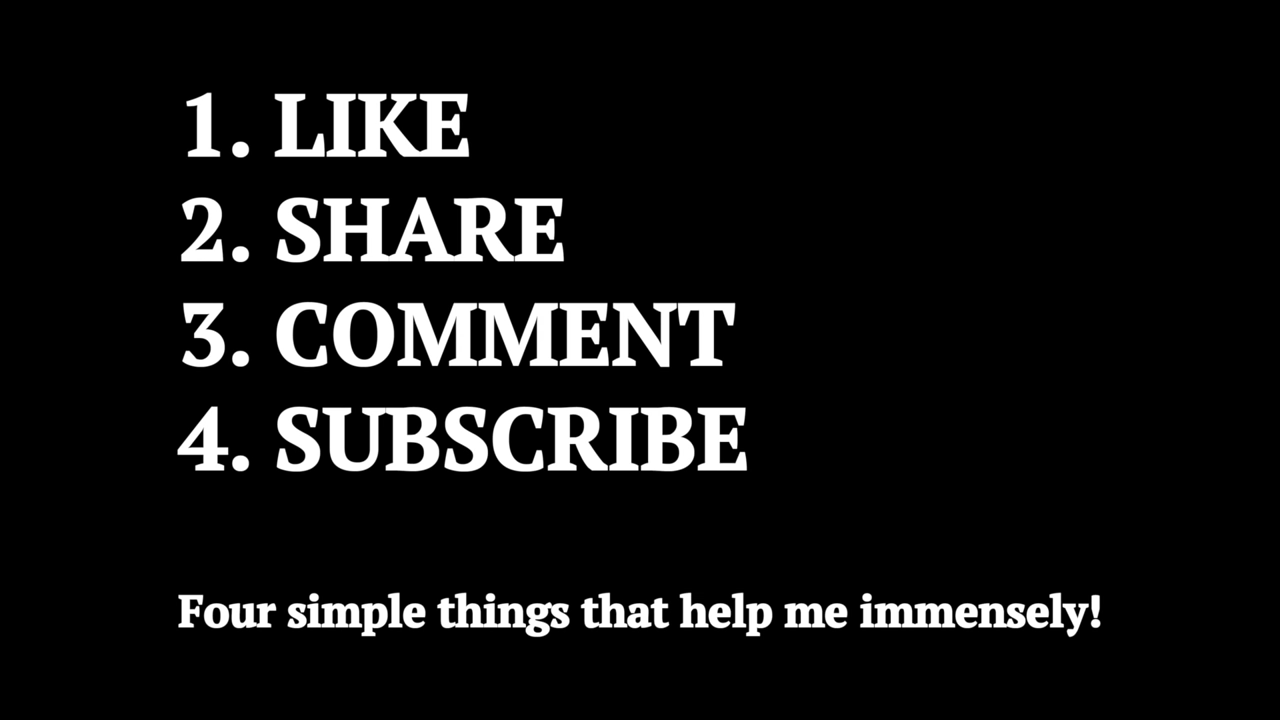 1. LIKE
2. SHARE
3. COMMENT
4. SUBSCRIBE
Four simple things that help me immensely!